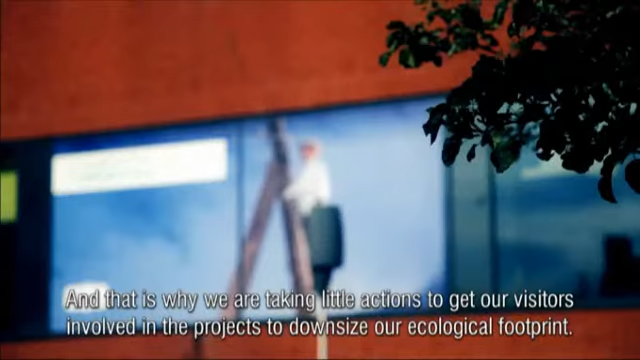 And that is why we are taking little actions to get our visitors
involved in the projects to downsize our ecological footprint.